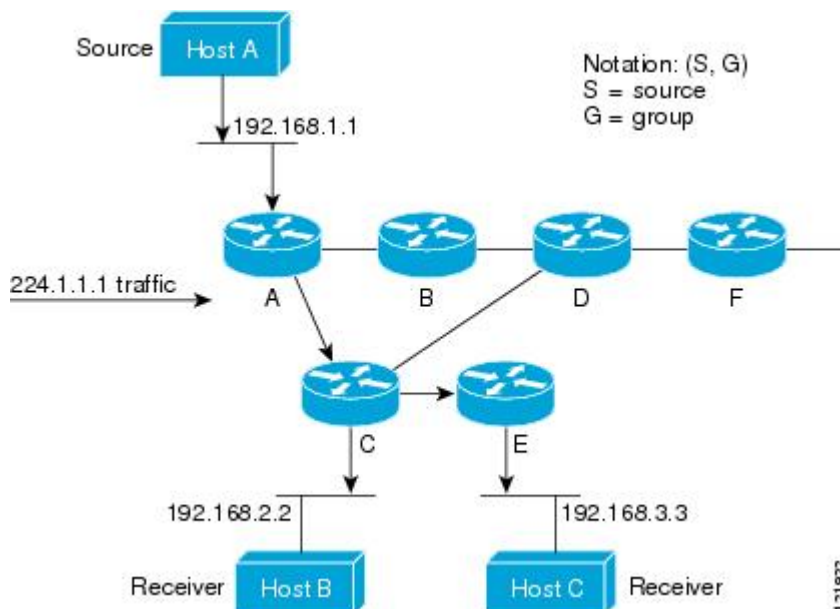 Source
Host A
Notation: (S, G)
S = source
G = group
192.168.1.1
224.1.1.1 traffic
A
B
D
F
C
E
192.168.2.2
192.168.3.3
Receiver
Host B
Host C
Receiver